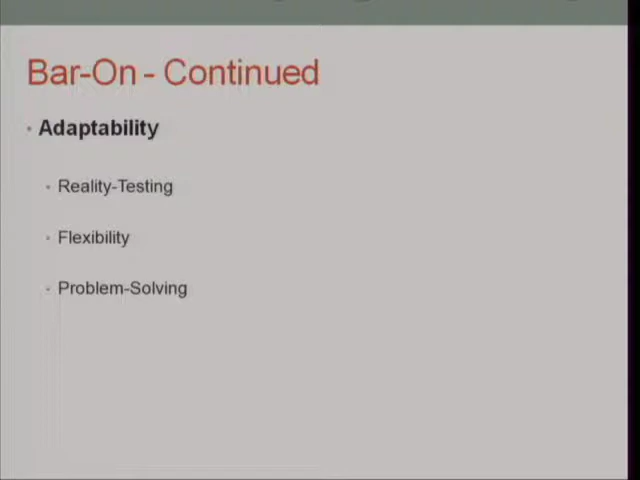 Bar-On - Continued
• Adaptability
• Reality-Testing
• Flexibility
• Problem-Solving